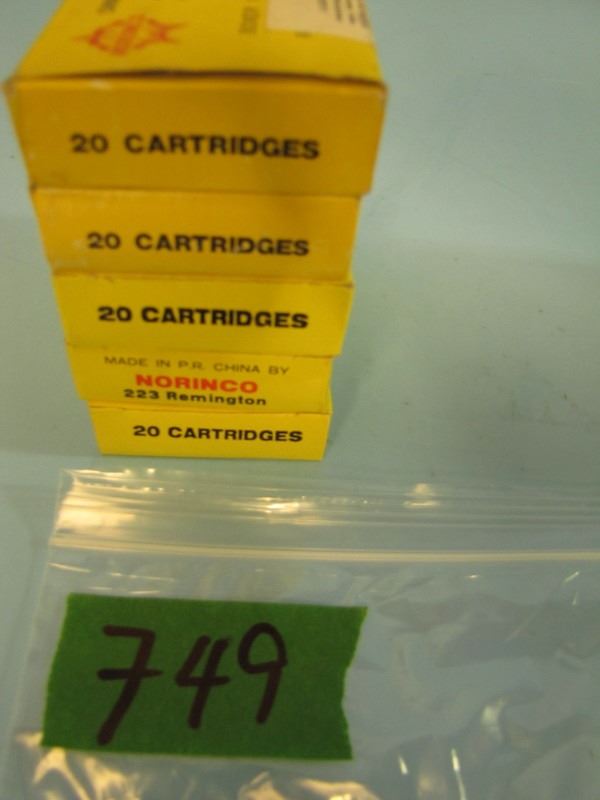 20 CARTRIDGES
20 CARTRIDGES
20 CARTRIDGES
MADE IN P.R. CHINA BY
NORINCO
223 Remington
20 CARTRIDGES
749